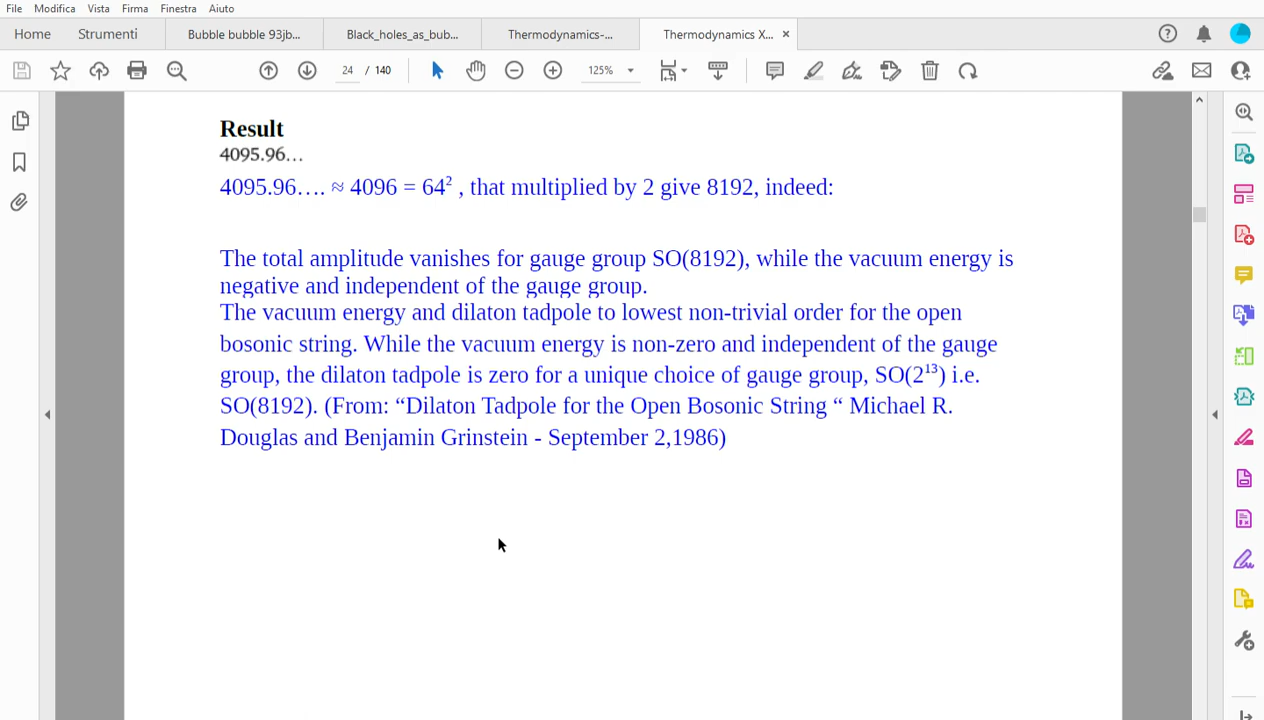 File Modifica Vista Firma Finestra Aiuto
Home Strumenti Bubble bubble 93jb... Black_holes_as_bub... Thermodynamics-... Thermodynamics X... ×
24 / 140 125%
Result
4095.96…
4095.96…. ≈ 4096 = 64² , that multiplied by 2 give 8192, indeed:
The total amplitude vanishes for gauge group SO(8192), while the vacuum energy is
negative and independent of the gauge group.
The vacuum energy and dilaton tadpole to lowest non-trivial order for the open
bosonic string. While the vacuum energy is non-zero and independent of the gauge
group, the dilaton tadpole is zero for a unique choice of gauge group, SO(2¹³) i.e.
SO(8192). (From: “Dilaton Tadpole for the Open Bosonic String “ Michael R.
Douglas and Benjamin Grinstein - September 2,1986)